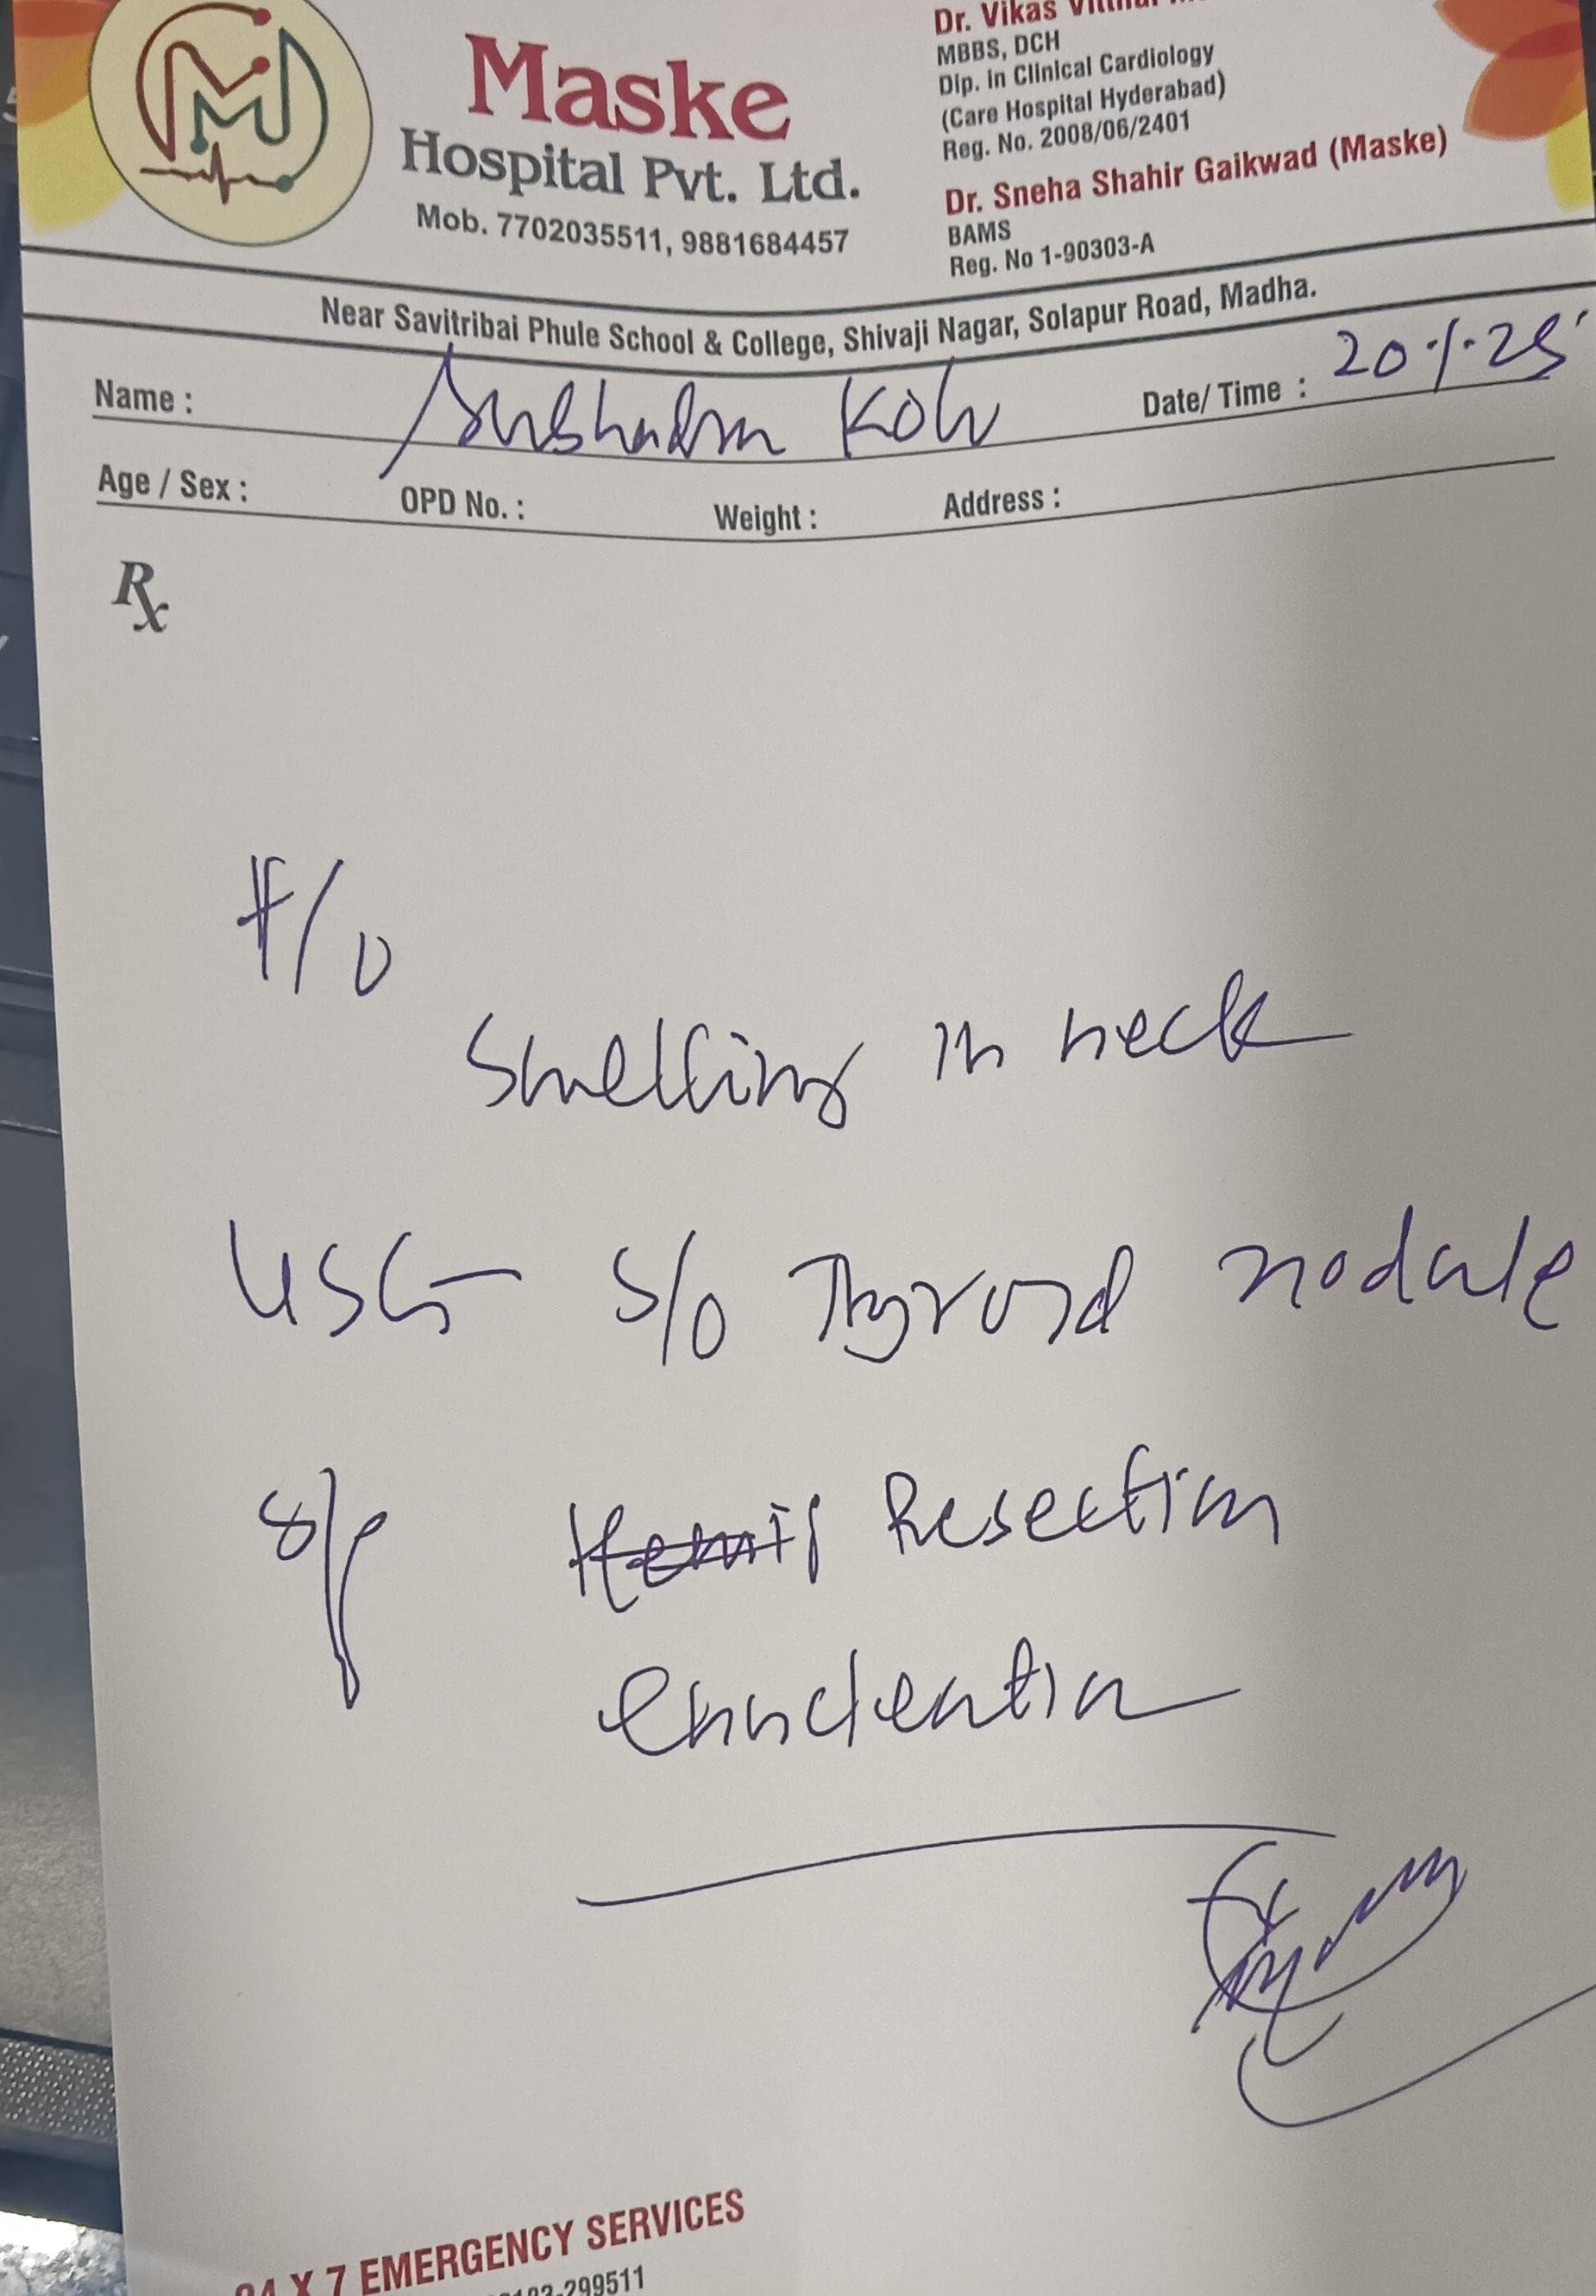 Dr. Vikas
MBBS, DCH
Dip. in Clinical Cardiology
(Care Hospital Hyderabad)
Reg. No. 2008/06/2401
Dr. Sneha Shahir Gaikwad (Maske)
BAMS
Reg. No 1-90303-A
Maske
Hospital Pvt. Ltd.
Mob. 7702035511, 9881684457
Near Savitribai Phule School & College, Shivaji Nagar, Solapur Road, Madha.
Name : Subhadra Koli Date/ Time : 20.1.25
Age / Sex : OPD No. : Weight : Address :
Rx
Swelling in neck
USG S/O Thyroid nodule
S/P Resection
enucleation
24 X 7 EMERGENCY SERVICES
299511